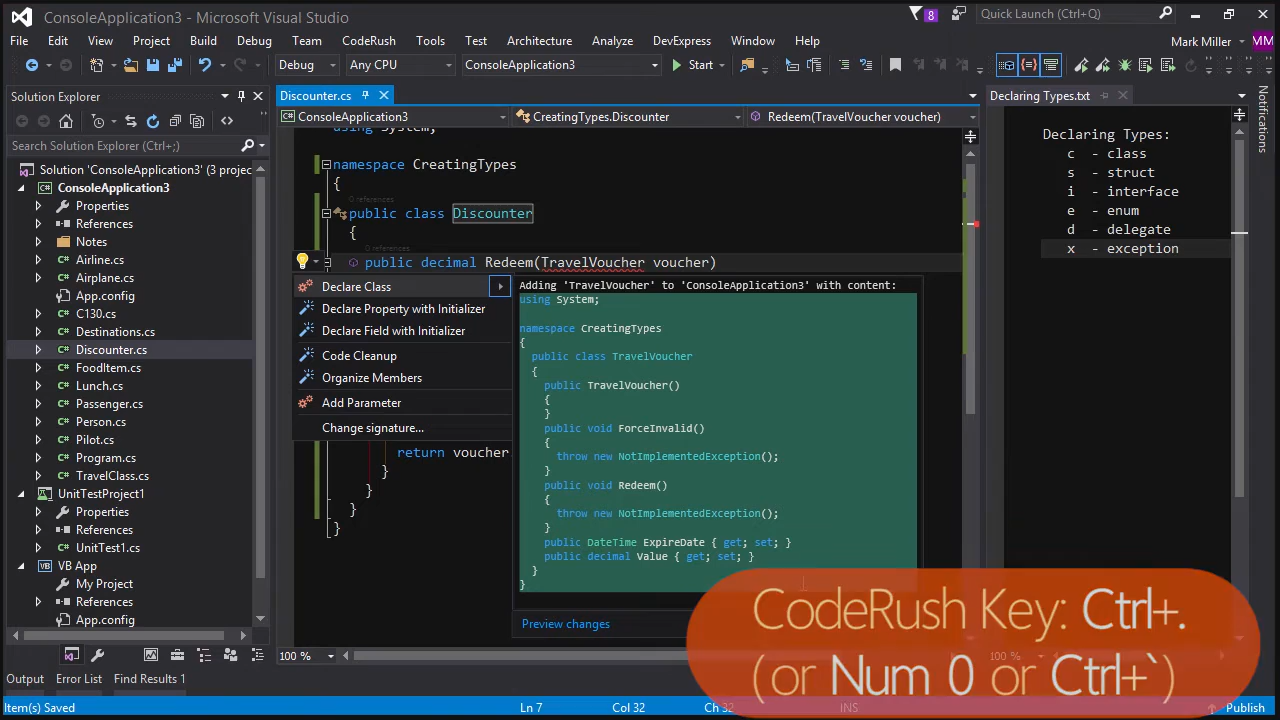 ConsoleApplication3 - Microsoft Visual Studio
8
Quick Launch (Ctrl+Q)
File Edit View Project Build Debug Team CodeRush Tools Test Architecture Analyze DevExpress Window Help
Mark Miller MM
Debug Any CPU ConsoleApplication3 Start
Solution Explorer
Search Solution Explorer (Ctrl+;)
Solution 'ConsoleApplication3' (3 projec
ConsoleApplication3
Properties
References
Notes
Airline.cs
Airplane.cs
App.config
C130.cs
Destinations.cs
Discounter.cs
FoodItem.cs
Lunch.cs
Passenger.cs
Person.cs
Pilot.cs
Program.cs
TravelClass.cs
UnitTestProject1
Properties
References
UnitTest1.cs
VB App
My Project
References
App.config
Discounter.cs
ConsoleApplication3 CreatingTypes.Discounter Redeem(TravelVoucher voucher)
using System;
namespace CreatingTypes
{
0 references
public class Discounter
{
0 references
public decimal Redeem(TravelVoucher voucher)
Declare Class
Declare Property with Initializer
Declare Field with Initializer
Code Cleanup
Organize Members
Add Parameter
Change signature...
return voucher.
}
}
}
}
Adding 'TravelVoucher' to 'ConsoleApplication3' with content:
using System;
namespace CreatingTypes
{
public class TravelVoucher
{
public TravelVoucher()
{
}
public void ForceInvalid()
{
throw new NotImplementedException();
}
public void Redeem()
{
throw new NotImplementedException();
}
public DateTime ExpireDate { get; set; }
public decimal Value { get; set; }
}
}
Preview changes
Declaring Types.txt
Declaring Types:
c - class
s - struct
i - interface
e - enum
d - delegate
x - exception
Notifications
CodeRush Key: Ctrl+.
(or Num 0 or Ctrl+`)
100 %
100 %
Output Error List Find Results 1
Item(s) Saved Ln 7 Col 32 Ch 32 INS Publish